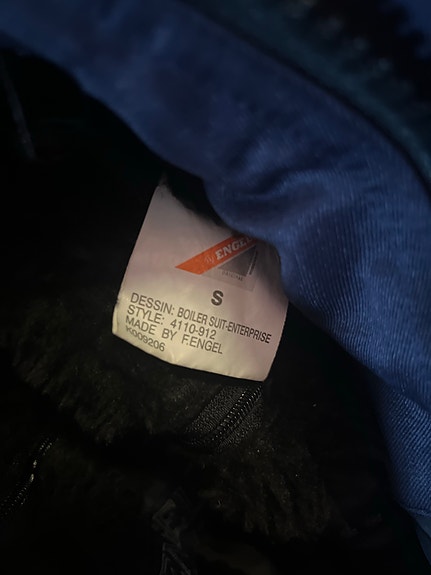 ENGEL
S
DESSIN: BOILER SUIT-ENTERPRISE
STYLE: 4110-912
MADE BY F.ENGEL
K009206